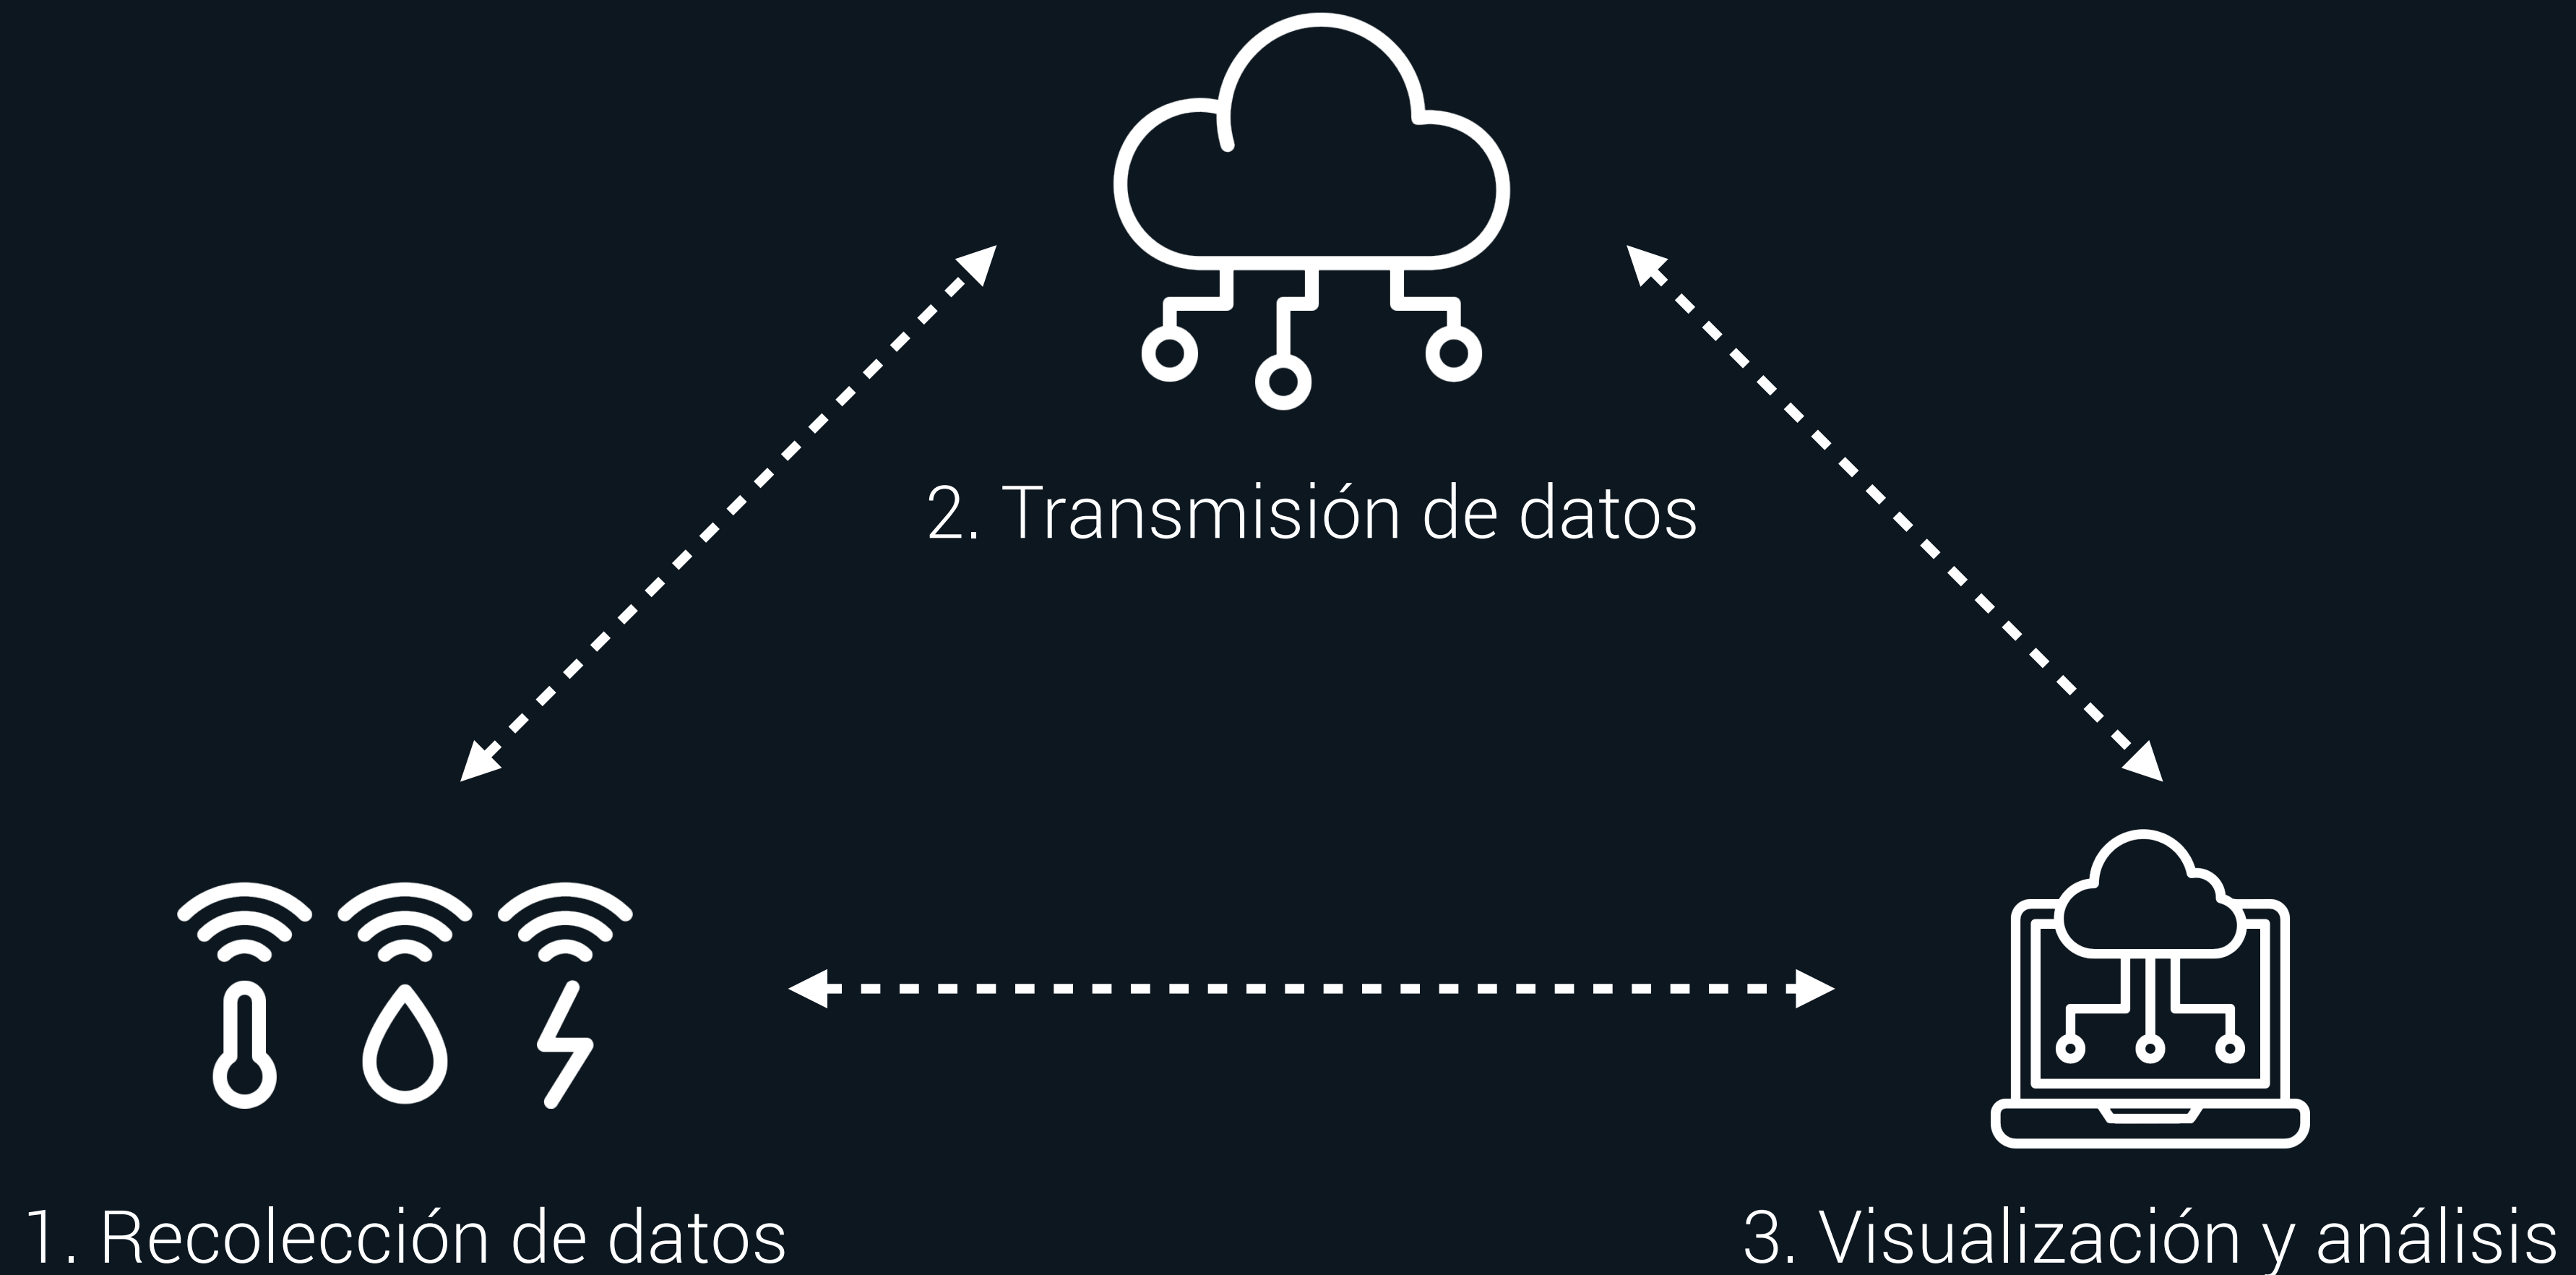 2. Transmisión de datos
1. Recolección de datos
3. Visualización y análisis